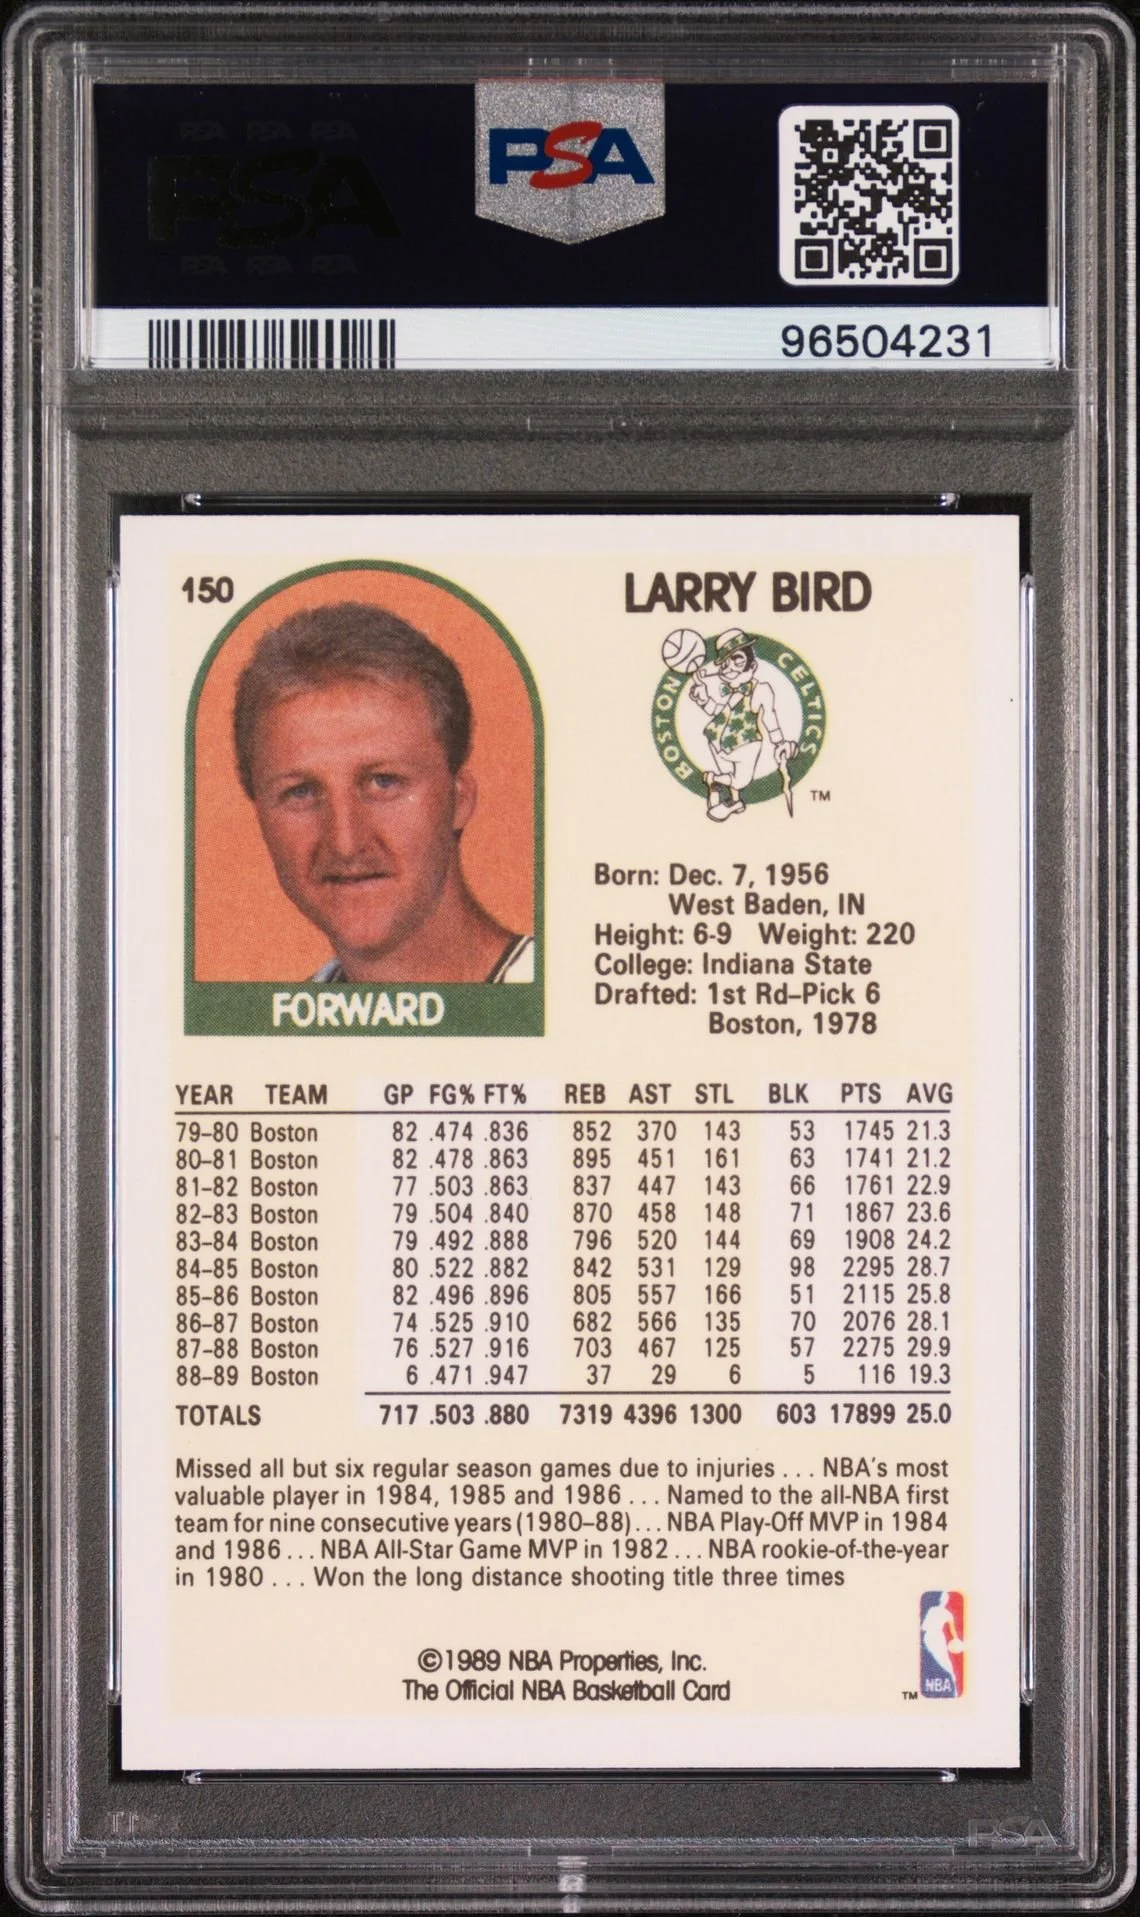 PSA PSA PSA
PSA
PSA
PSA PSA PSA
96504231
150
LARRY BIRD
BOSTON CELTICS
TM
Born: Dec. 7, 1956
West Baden, IN
Height: 6-9 Weight: 220
College: Indiana State
Drafted: 1st Rd–Pick 6
Boston, 1978
FORWARD
YEAR TEAM GP FG% FT% REB AST STL BLK PTS AVG
79–80 Boston 82 .474 .836 852 370 143 53 1745 21.3
80–81 Boston 82 .478 .863 895 451 161 63 1741 21.2
81–82 Boston 77 .503 .863 837 447 143 66 1761 22.9
82–83 Boston 79 .504 .840 870 458 148 71 1867 23.6
83–84 Boston 79 .492 .888 796 520 144 69 1908 24.2
84–85 Boston 80 .522 .882 842 531 129 98 2295 28.7
85–86 Boston 82 .496 .896 805 557 166 51 2115 25.8
86–87 Boston 74 .525 .910 682 566 135 70 2076 28.1
87–88 Boston 76 .527 .916 703 467 125 57 2275 29.9
88–89 Boston 6 .471 .947 37 29 6 5 116 19.3
TOTALS 717 .503 .880 7319 4396 1300 603 17899 25.0
Missed all but six regular season games due to injuries . . . NBA's most
valuable player in 1984, 1985 and 1986 . . . Named to the all-NBA first
team for nine consecutive years (1980–88) . . . NBA Play-Off MVP in 1984
and 1986 . . . NBA All-Star Game MVP in 1982 . . . NBA rookie-of-the-year
in 1980 . . . Won the long distance shooting title three times
©1989 NBA Properties, Inc.
The Official NBA Basketball Card
TM
NBA
PSA